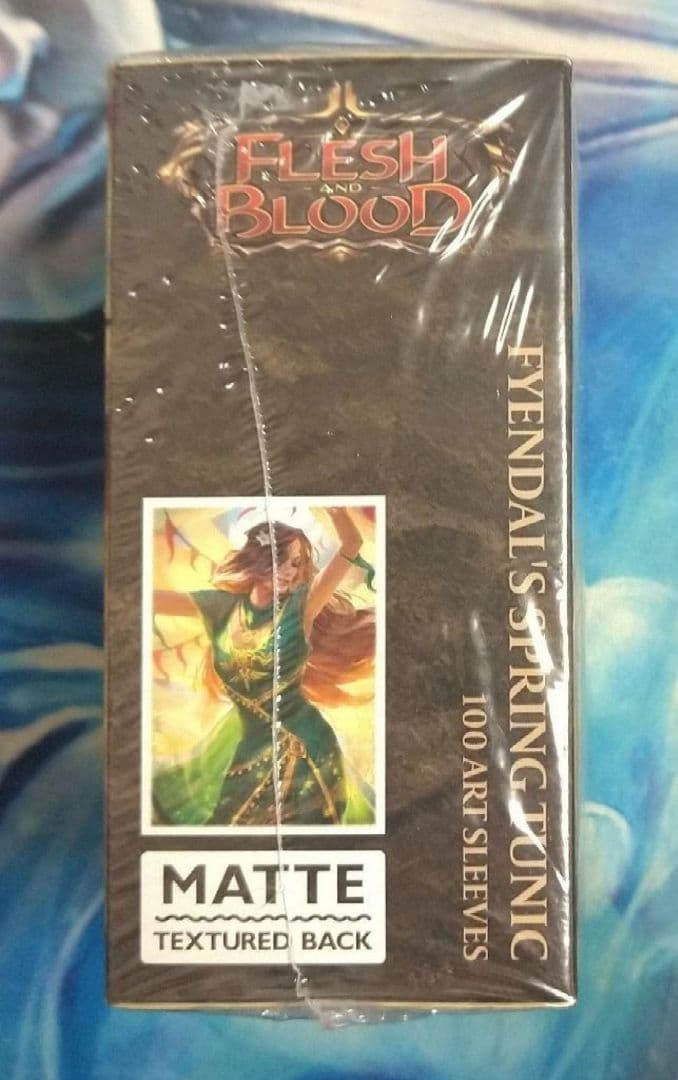 FLESH
AND
BLOOD
FYENDAL'S SPRING TUNIC
100 ART SLEEVES
MATTE
TEXTURED BACK